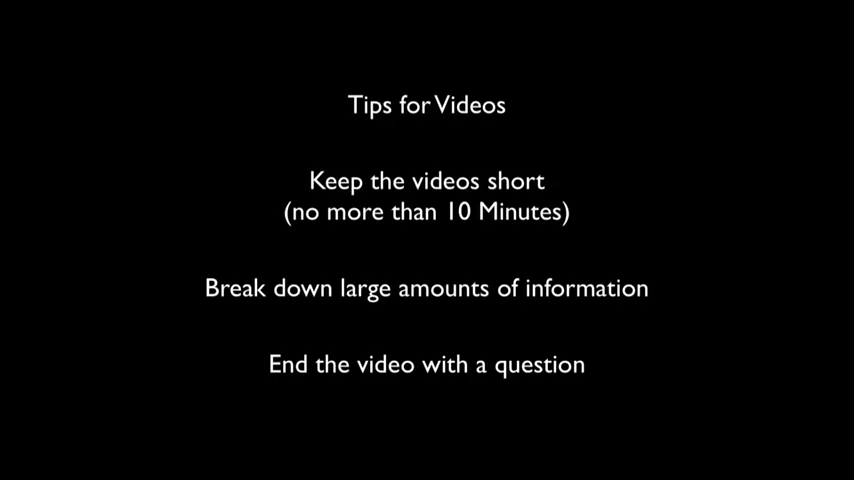 Tips for Videos
Keep the videos short
(no more than 10 Minutes)
Break down large amounts of information
End the video with a question